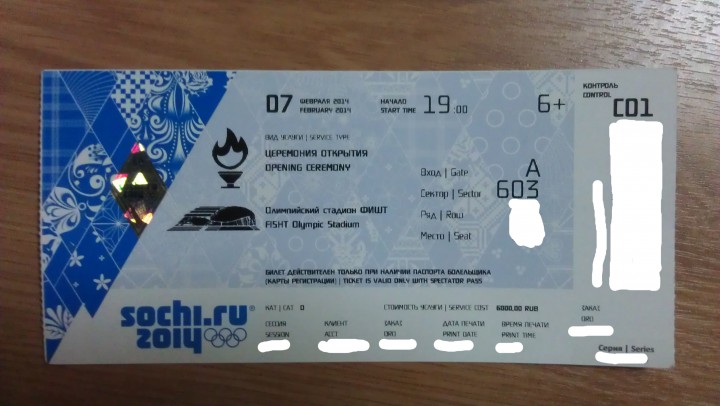 07 ФЕВРАЛЯ 2014
FEBRUARY 2014
НАЧАЛО
START TIME 19:00
6+
КОНТРОЛЬ
CONTROL
C01
ВИД УСЛУГИ | SERVICE TYPE
ЦЕРЕМОНИЯ ОТКРЫТИЯ
OPENING CEREMONY
Вход | Gate A
Сектор | Sector 603
Ряд | Row
Место | Seat
Олимпийский стадион ФИШТ
FISHT Olympic Stadium
БИЛЕТ ДЕЙСТВИТЕЛЕН ТОЛЬКО ПРИ НАЛИЧИИ ПАСПОРТА БОЛЕЛЬЩИКА
(КАРТЫ РЕГИСТРАЦИИ) | TICKET IS VALID ONLY WITH SPECTATOR PASS
sochi.ru
2014
КАТ | CAT 0
СТОИМОСТЬ УСЛУГИ | SERVICE COST 6000,00 RUB
СЕССИЯ
SESSION
КЛИЕНТ
ACCT
ЗАКАЗ
ORD
ДАТА ПЕЧАТИ
PRINT DATE
ВРЕМЯ ПЕЧАТИ
PRINT TIME
ЗАКАЗ
ORD
Серия | Series